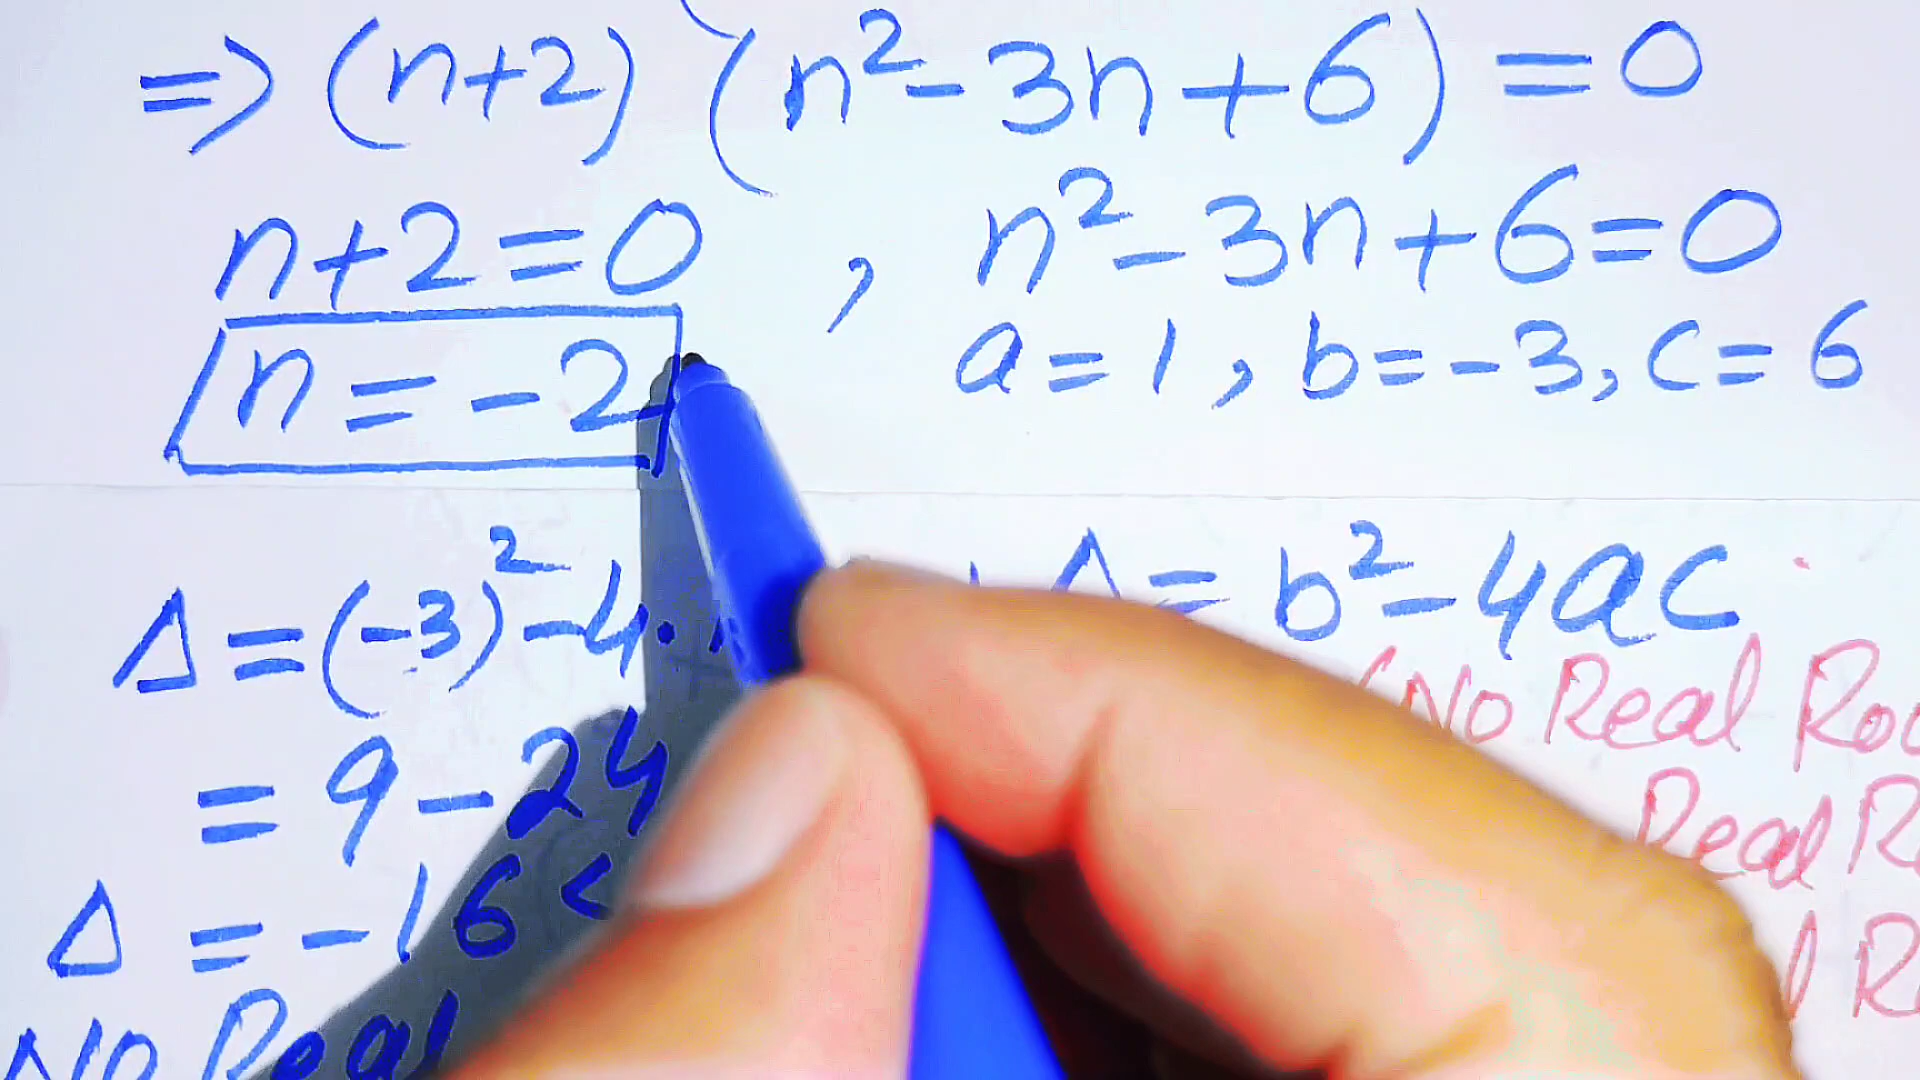 => (n+2) (n²-3n+6) = 0
n+2=0 , n²-3n+6=0
n = -2
a=1, b=-3, c=6
Δ = b²-4ac
Δ = (-3)²-4.
(No Real
= 9-24
Real
Δ = -16 <
No Real